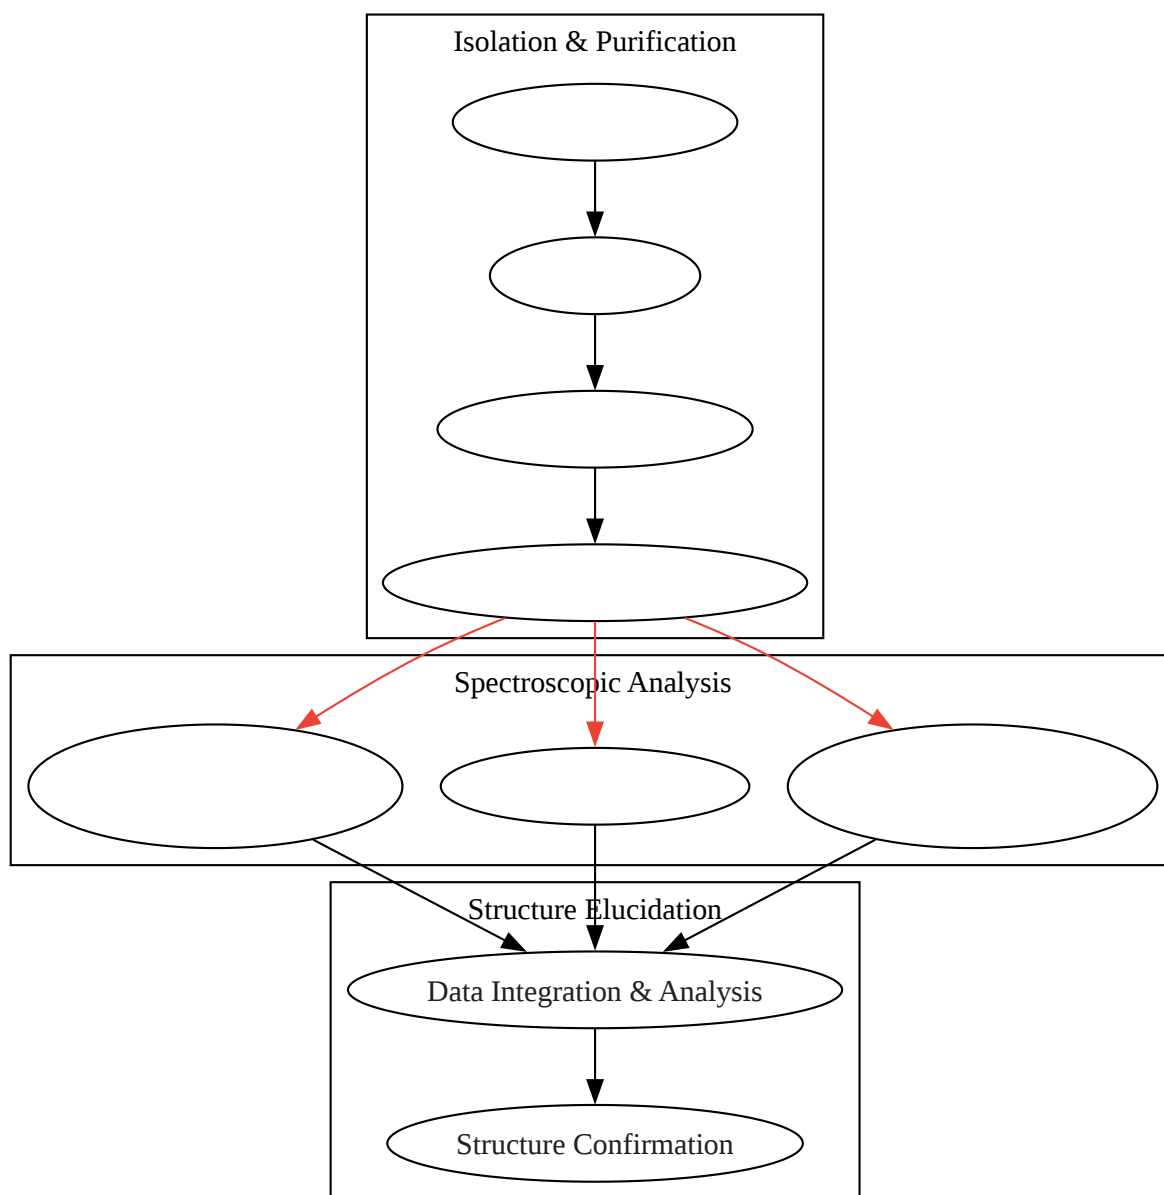 Isolation & Purification
Spectroscopic Analysis
Structure Elucidation
Data Integration & Analysis
Structure Confirmation